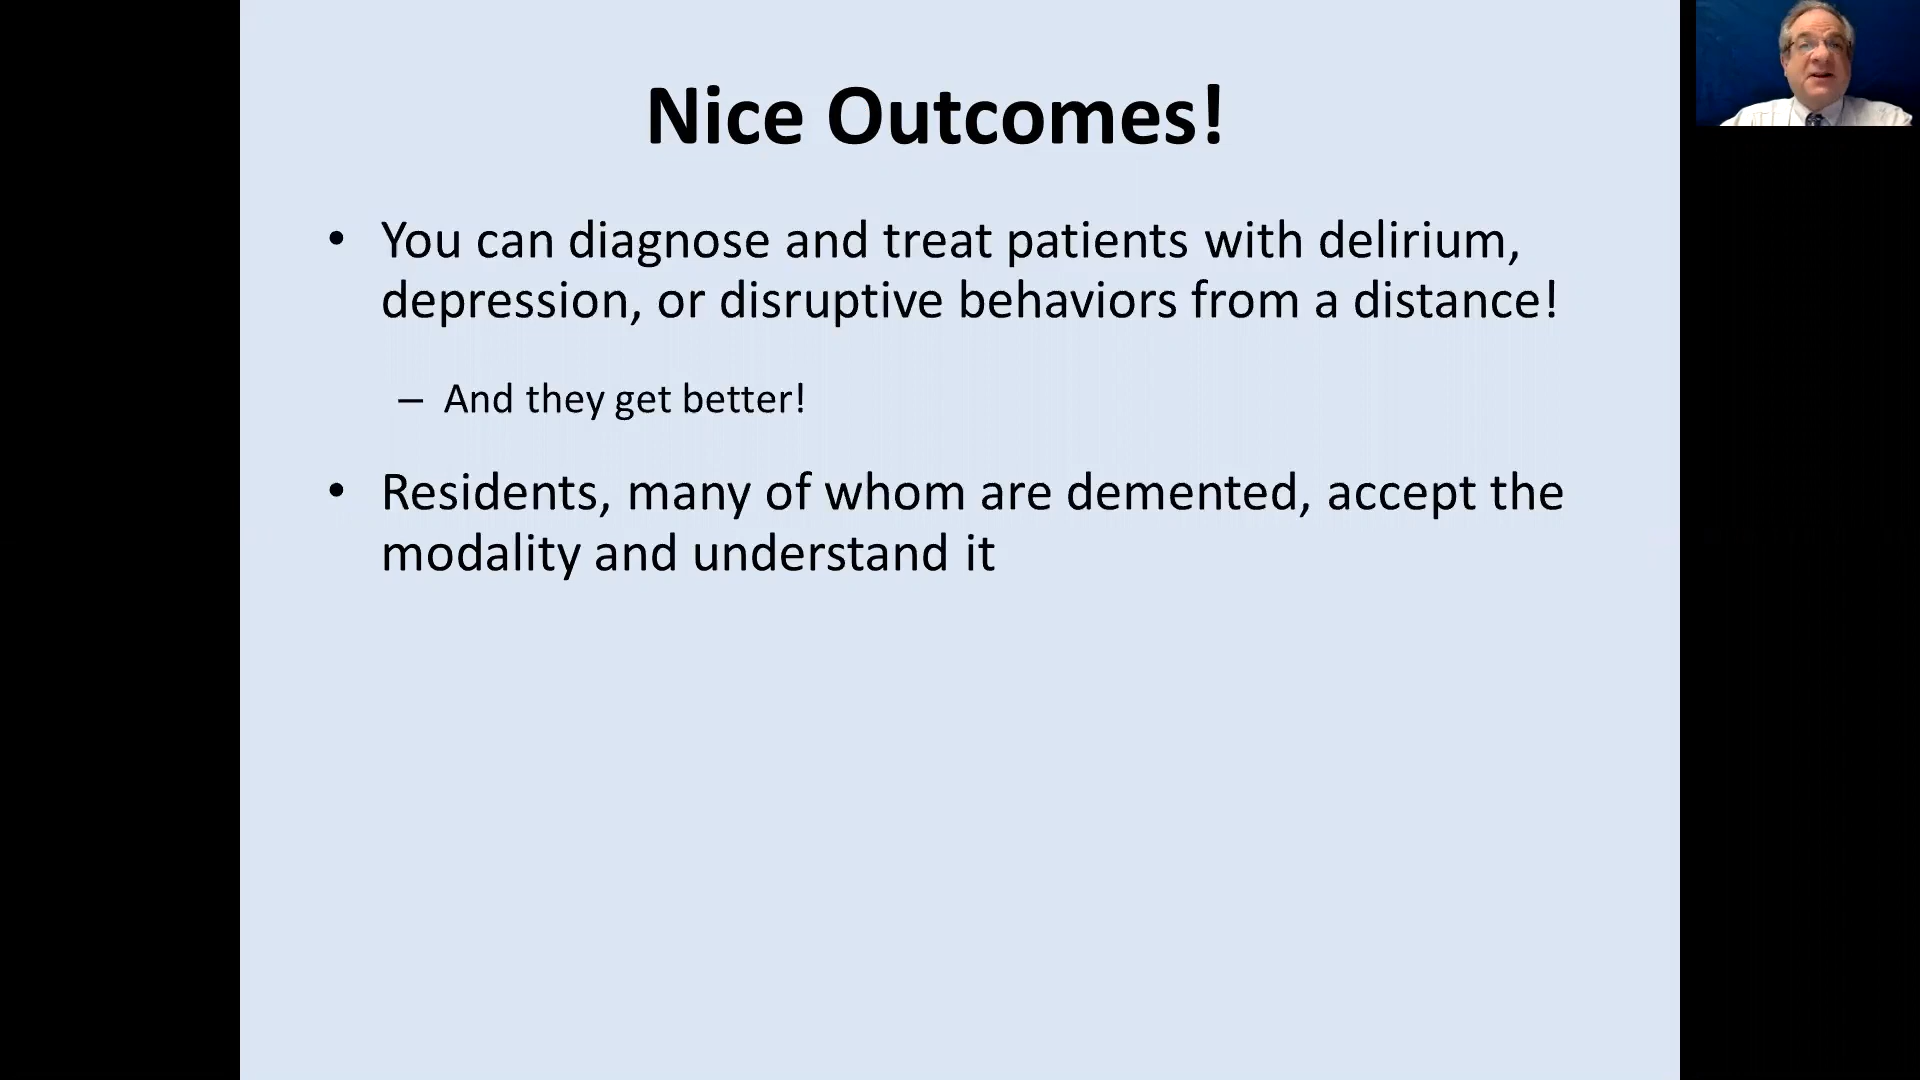 Nice Outcomes!
• You can diagnose and treat patients with delirium,
depression, or disruptive behaviors from a distance!
– And they get better!
• Residents, many of whom are demented, accept the
modality and understand it